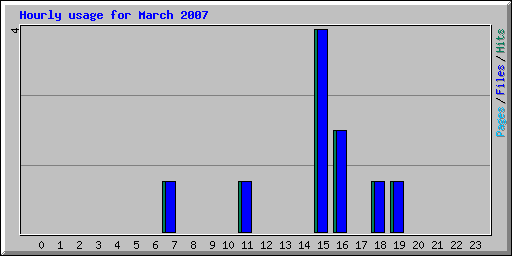 Hourly usage for March 2007
4
Pages/Files/Hits
0 1 2 3 4 5 6 7 8 9 10 11 12 13 14 15 16 17 18 19 20 21 22 23